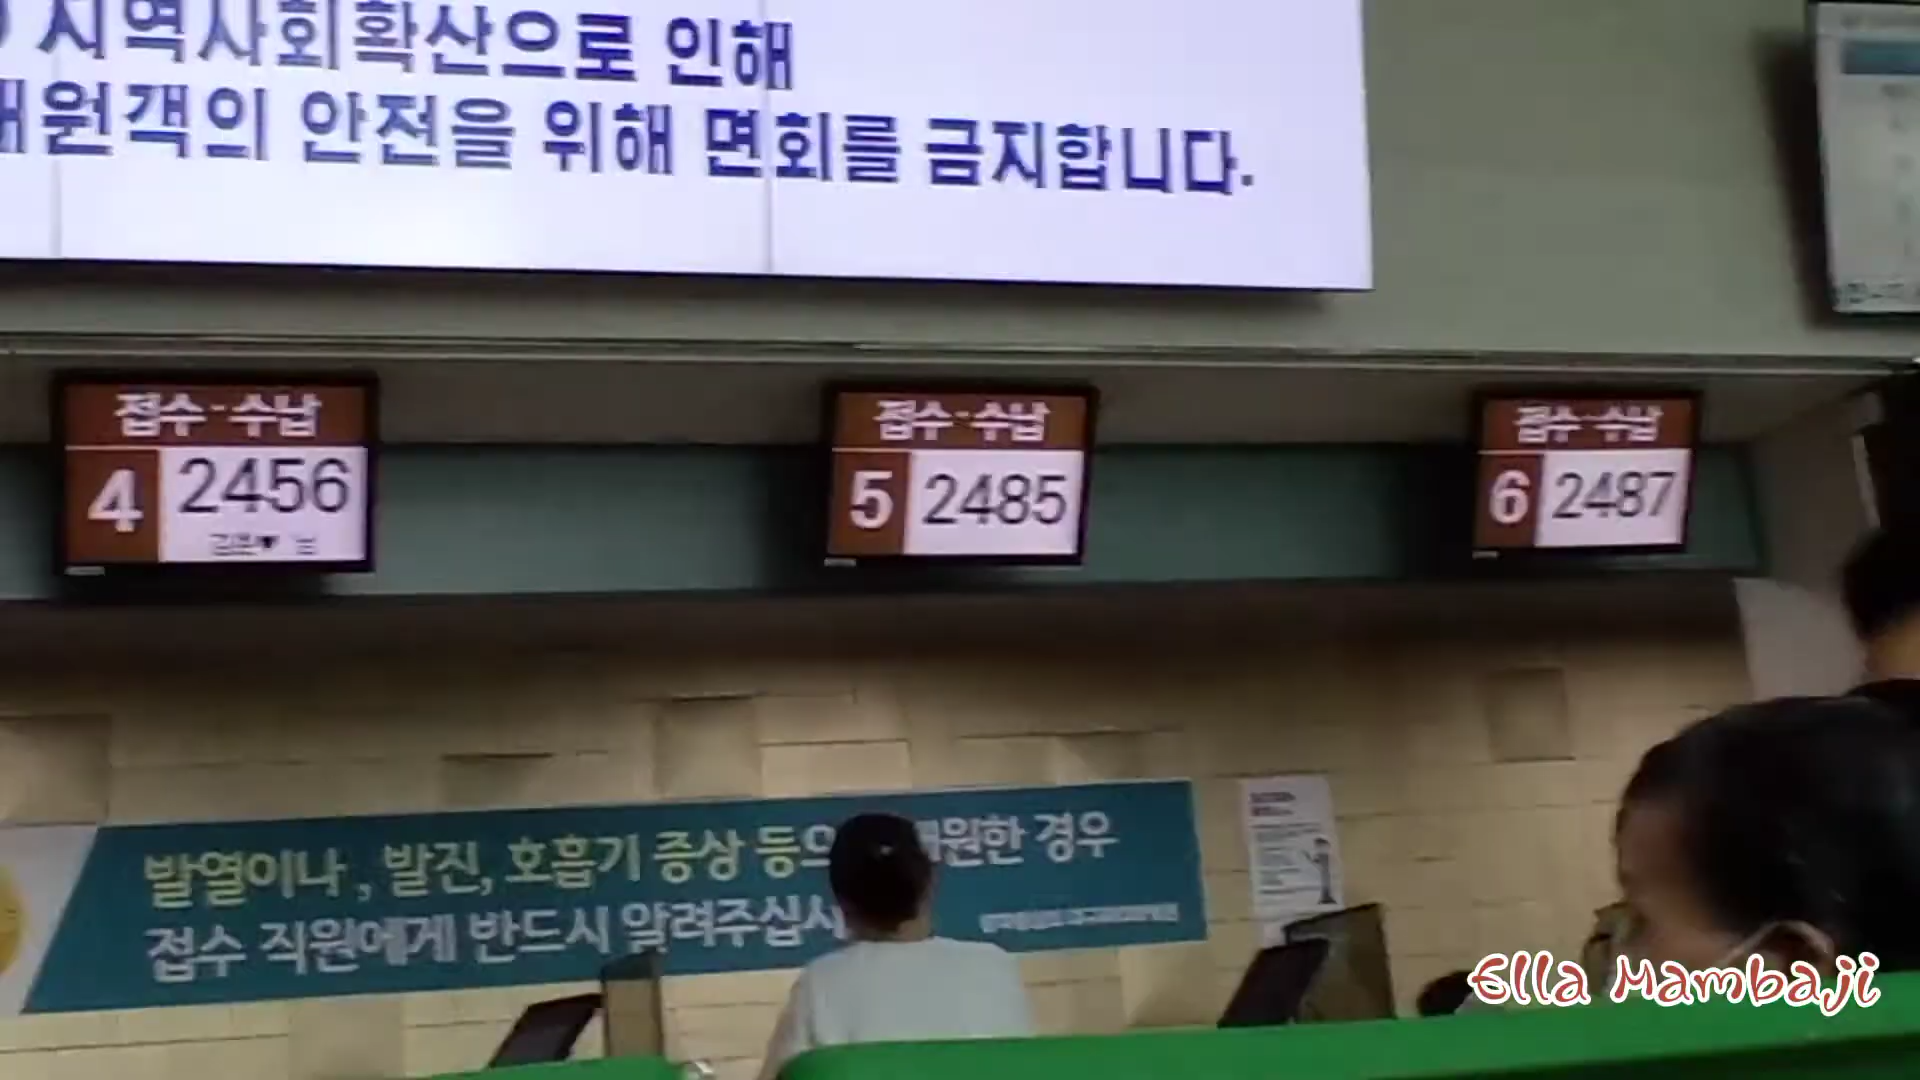 지역사회확산으로 인해
내원객의 안전을 위해 면회를 금지합니다.
접수·수납
4 2456
접수·수납
5 2485
접수·수납
6 2487
발열이나, 발진, 호흡기 증상 등으 내원한 경우
접수 직원에게 반드시 알려주십시
Ella Mambaji